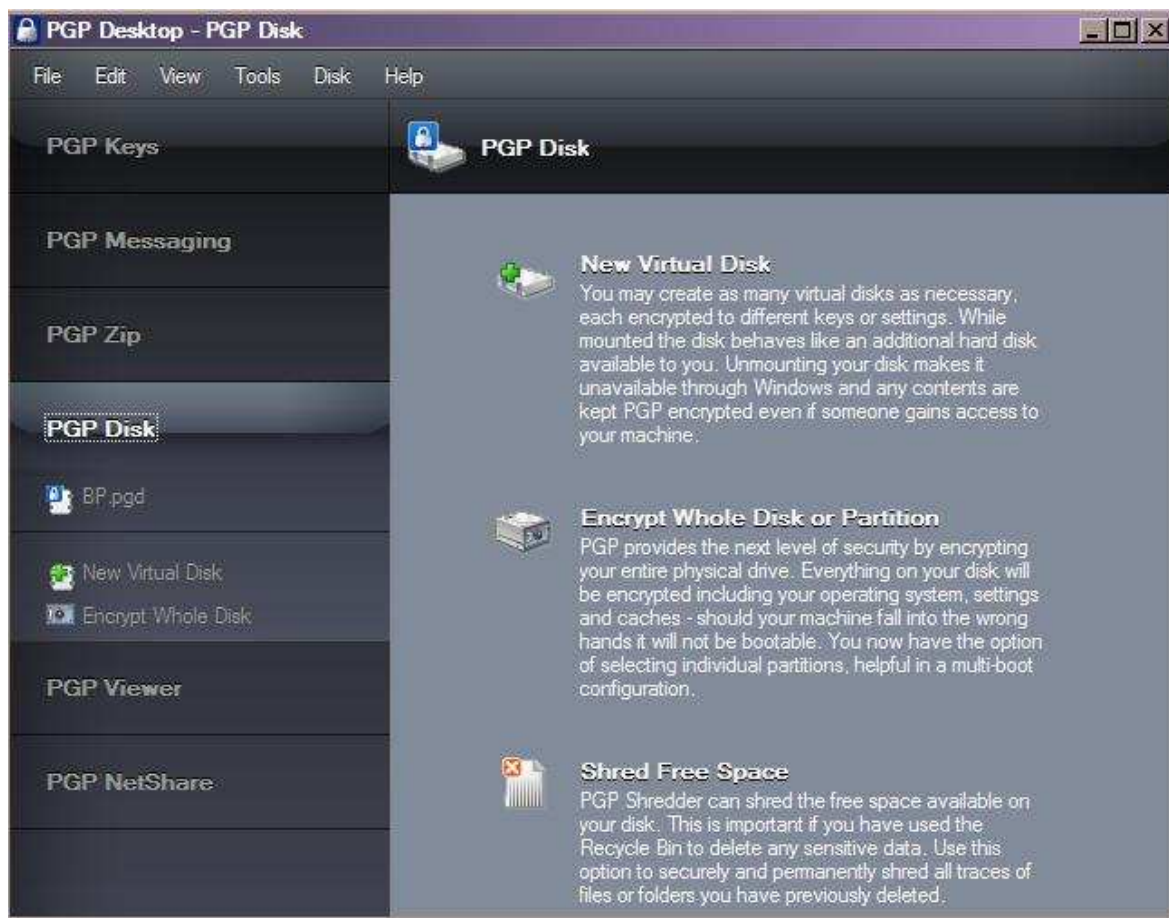 PGP Desktop - PGP Disk
File Edit View Tools Disk Help
PGP Keys
PGP Messaging
PGP Zip
PGP Disk
BP.pgd
New Virtual Disk
Encrypt Whole Disk
PGP Viewer
PGP NetShare
PGP Disk
New Virtual Disk
You may create as many virtual disks as necessary,
each encrypted to different keys or settings. While
mounted the disk behaves like an additional hard disk
available to you. Unmounting your disk makes it
unavailable through Windows and any contents are
kept PGP encrypted even if someone gains access to
your machine.
Encrypt Whole Disk or Partition
PGP provides the next level of security by encrypting
your entire physical drive. Everything on your disk will
be encrypted including your operating system, settings
and caches - should your machine fall into the wrong
hands it will not be bootable. You now have the option
of selecting individual partitions, helpful in a multi-boot
configuration.
Shred Free Space
PGP Shredder can shred the free space available on
your disk. This is important if you have used the
Recycle Bin to delete any sensitive data. Use this
option to securely and permanently shred all traces of
files or folders you have previously deleted.